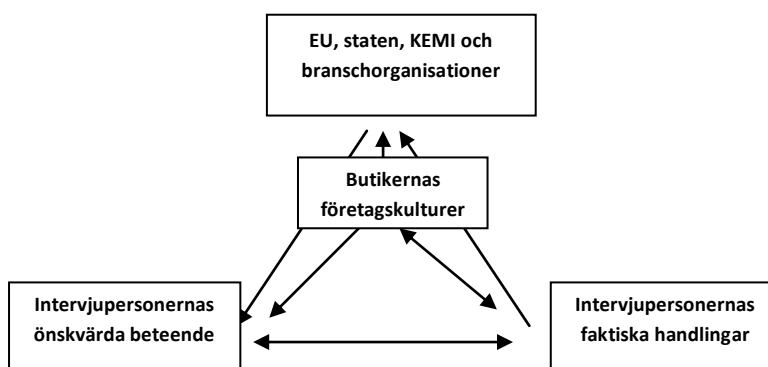 EU, staten, KEMI och
branschorganisationer
Butikernas
företagskulturer
Intervjupersonernas
önskvärda beteende
Intervjupersonernas
faktiska handlingar